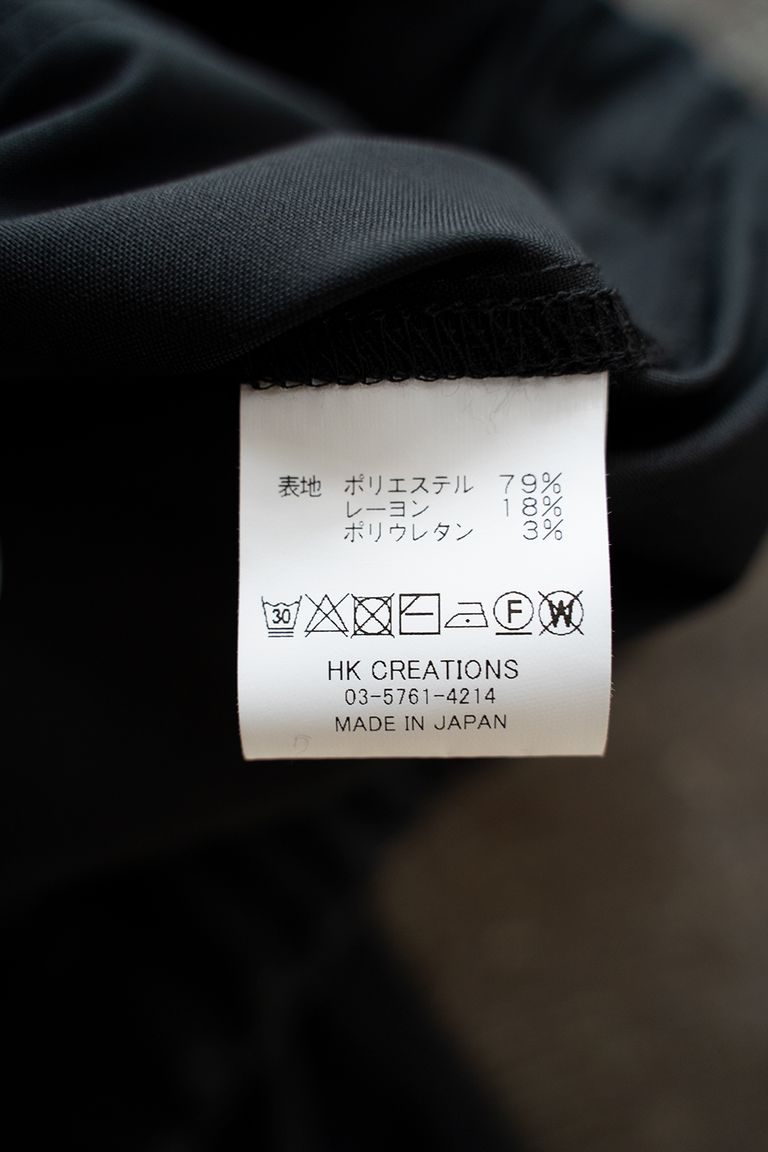 表地 ポリエステル 79%
レーヨン 18%
ポリウレタン 3%
30 F W
HK CREATIONS
03-5761-4214
MADE IN JAPAN